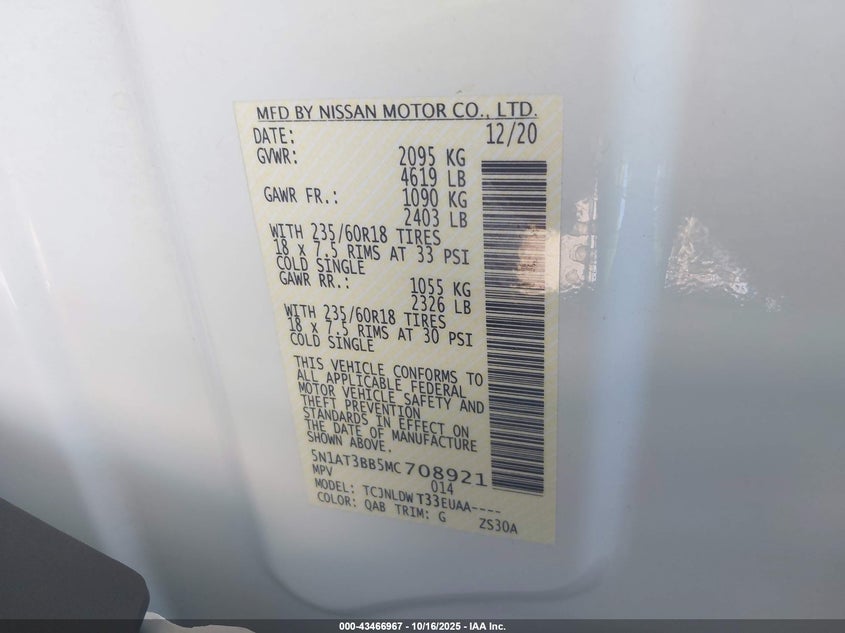 MFD BY NISSAN MOTOR CO., LTD.
DATE: 12/20
GVWR: 2095 KG
4619 LB
GAWR FR.: 1090 KG
2403 LB
WITH 235/60R18 TIRES
18 X 7.5 RIMS AT 33 PSI
COLD SINGLE
GAWR RR.: 1055 KG
2326 LB
WITH 235/60R18 TIRES
18 X 7.5 RIMS AT 30 PSI
COLD SINGLE
THIS VEHICLE CONFORMS TO
ALL APPLICABLE FEDERAL
MOTOR VEHICLE SAFETY AND
THEFT PREVENTION
STANDARDS IN EFFECT ON
THE DATE OF MANUFACTURE
SHOWN ABOVE.
5N1AT3BB5MC708921
MPV 014
MODEL: TCJNLDW T33EUAA----
COLOR: QAB TRIM: G ZS30A
000-43466967 - 10/16/2025 - IAA Inc.